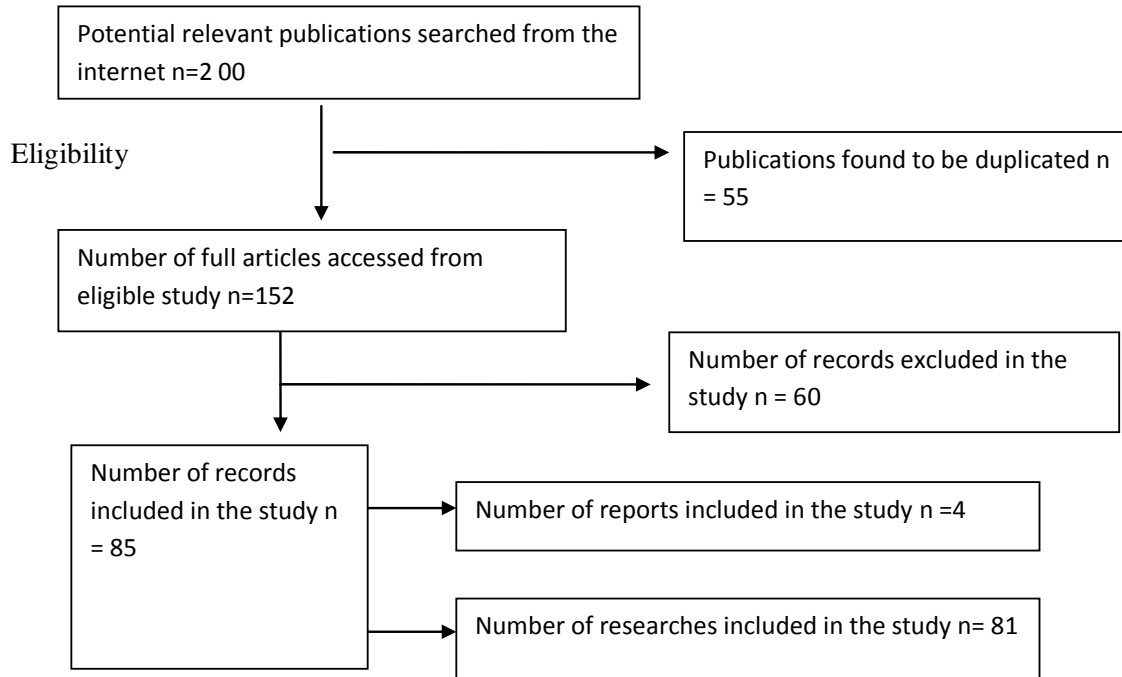 Potential relevant publications searched from the
internet n=2 00
Eligibility
Publications found to be duplicated n
= 55
Number of full articles accessed from
eligible study n=152
Number of records excluded in the
study n = 60
Number of records
included in the study n
= 85
Number of reports included in the study n =4
Number of researches included in the study n= 81